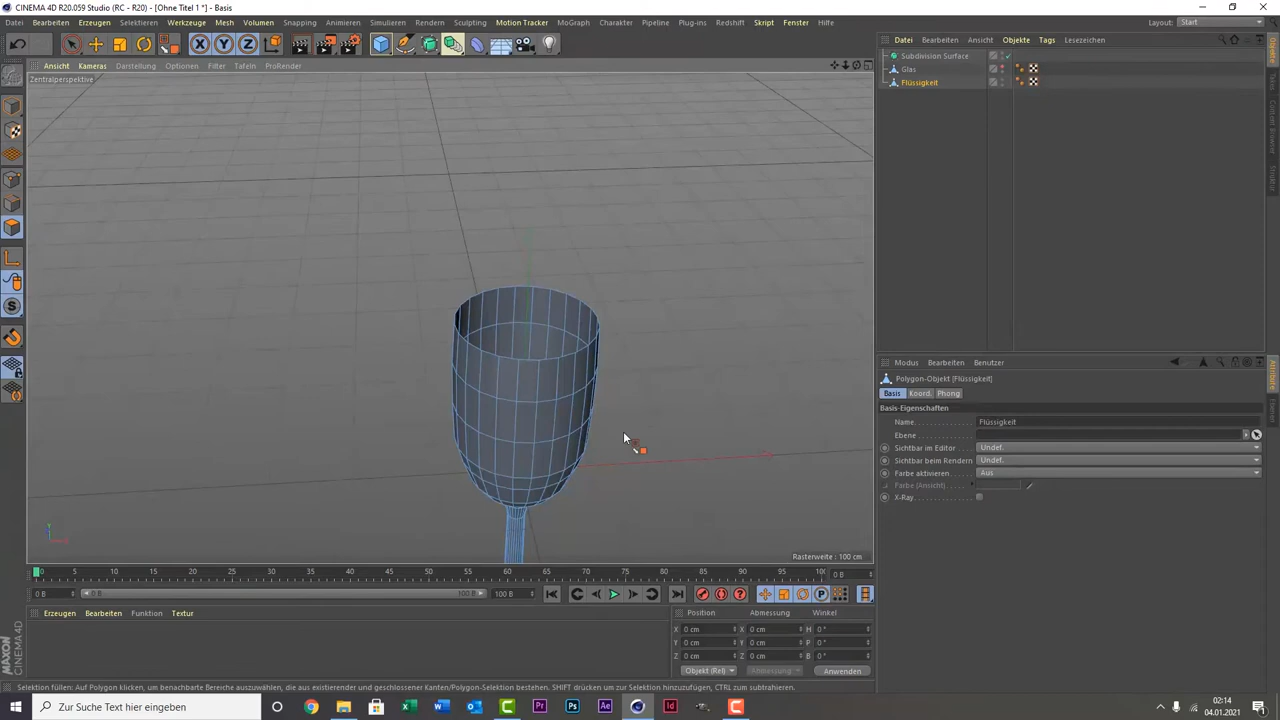 CINEMA 4D R20.059 Studio (RC - R20) - [Ohne Titel 1 *] - Basis
Datei Bearbeiten Erzeugen Selektieren Werkzeuge Mesh Volumen Snapping Animieren Simulieren Rendern Sculpting Motion Tracker MoGraph Charakter Pipeline Plug-ins Redshift Skript Fenster Hilfe Layout: Start
Ansicht Kameras Darstellung Optionen Filter Tafeln ProRender
Zentralperspektive
Datei Bearbeiten Ansicht Objekte Tags Lesezeichen
Subdivision Surface
Glas
Flüssigkeit
Objekte
Takes
Content Browser
Struktur
Modus Bearbeiten Benutzer
Polygon-Objekt [Flüssigkeit]
Basis Koord. Phong
Basis-Eigenschaften
Name Flüssigkeit
Ebene
Sichtbar im Editor Undef.
Sichtbar beim Rendern Undef.
Farbe aktivieren Aus
Farbe (Ansicht)
X-Ray
Attribute
Ebenen
Rasterweite : 100 cm
0 5 10 15 20 25 30 35 40 45 50 55 60 65 70 75 80 85 90 95 100 0 B
0 B 0 B 100 B 100 B
Erzeugen Bearbeiten Funktion Textur
Position Abmessung Winkel
X 0 cm X 0 cm H 0 °
Y 0 cm Y 0 cm P 0 °
Z 0 cm Z 0 cm B 0 °
Objekt (Rel) Abmessung Anwenden
MAXON CINEMA 4D
Selektion füllen: Auf Polygon klicken, um benachbarte Bereiche auszuwählen, die aus existierender und geschlossener Kanten/Polygon-Selektion bestehen. SHIFT drücken um zur Selektion hinzuzufügen, CTRL zum subtrahieren.
Zur Suche Text hier eingeben
02:14
04.01.2021